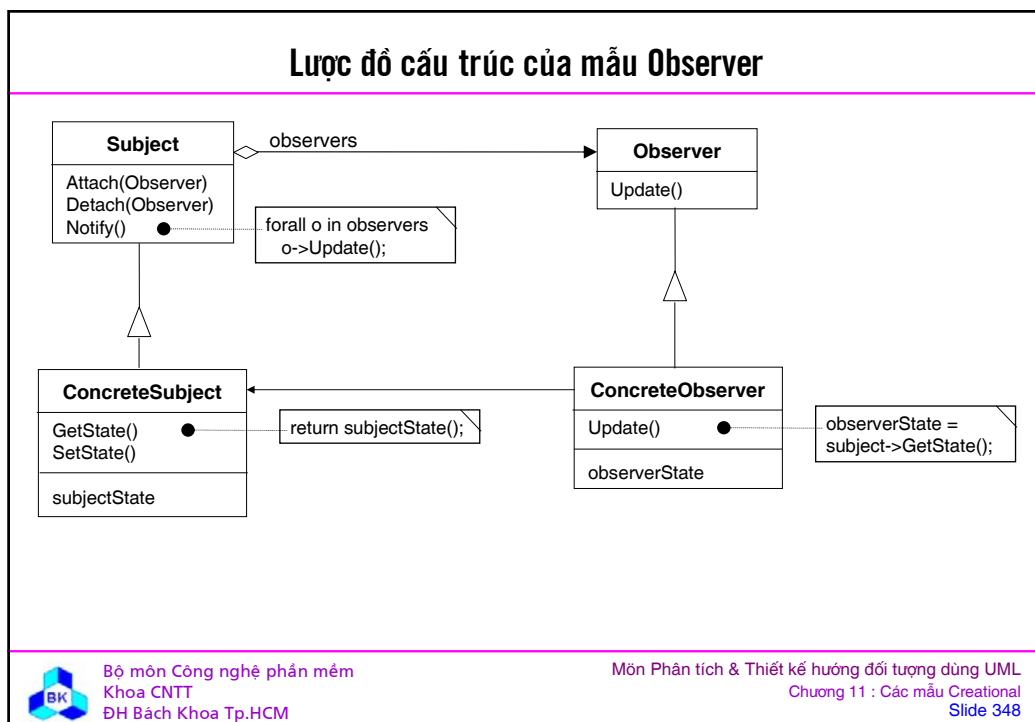 Lược đồ cấu trúc của mẫu Observer
Subject
observers
Observer
Attach(Observer)
Detach(Observer)
Notify()
Update()
forall o in observers
o->Update();
ConcreteSubject
GetState()
SetState()
subjectState
return subjectState();
ConcreteObserver
Update()
observerState
observerState =
subject->GetState();
BK
Bộ môn Công nghệ phần mềm
Khoa CNTT
ĐH Bách Khoa Tp.HCM
Môn Phân tích & Thiết kế hướng đối tượng dùng UML
Chương 11 : Các mẫu Creational
Slide 348